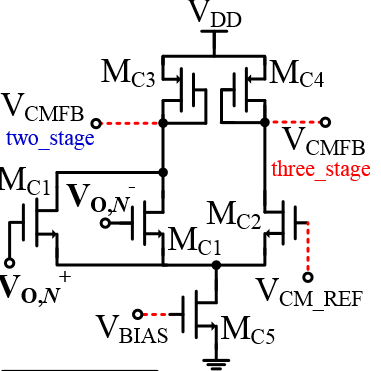 VDD
MC3
MC4
VCMFB
two_stage
VCMFB
three_stage
MC1
VO,N-
MC2
MC1
VO,N+
VCM_REF
VBIAS
MC5